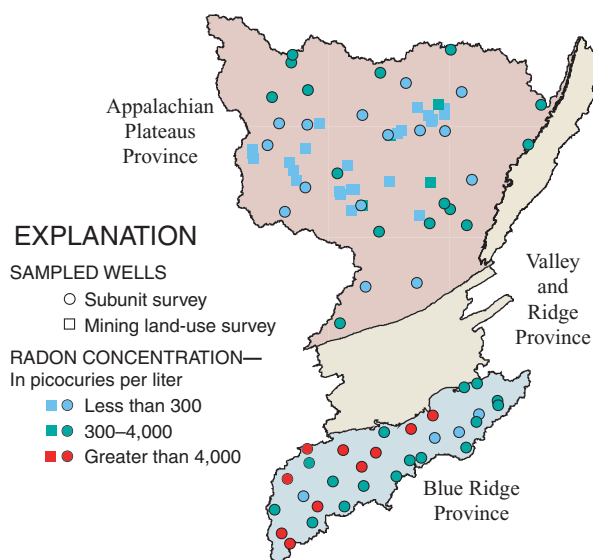 Appalachian
Plateaus
Province
EXPLANATION
SAMPLED WELLS
Subunit survey
Mining land-use survey
RADON CONCENTRATION—
In picocuries per liter
Less than 300
300–4,000
Greater than 4,000
Valley
and
Ridge
Province
Blue Ridge
Province